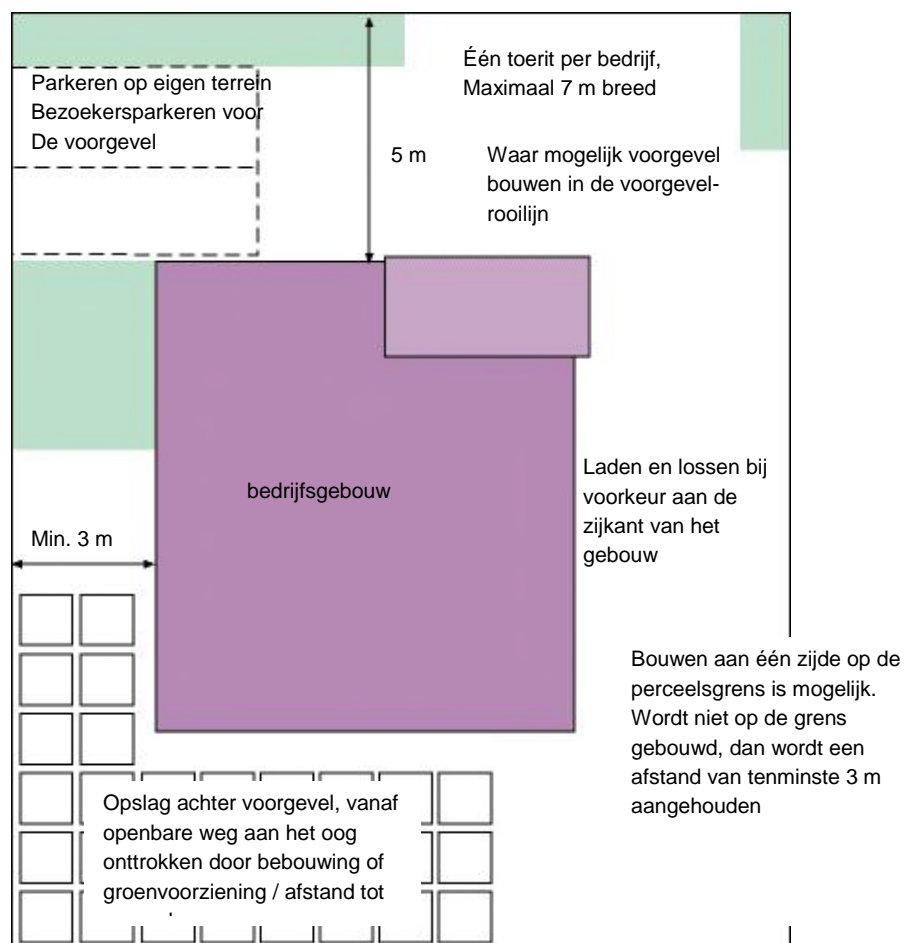 Parkeren op eigen terrein
Bezoekersparkeren voor
De voorgevel
Één toerit per bedrijf,
Maximaal 7 m breed
5 m
Waar mogelijk voorgevel
bouwen in de voorgevel-
rooilijn
bedrijfsgebouw
Laden en lossen bij
voorkeur aan de
zijkant van het
gebouw
Min. 3 m
Bouwen aan één zijde op de
perceelsgrens is mogelijk.
Wordt niet op de grens
gebouwd, dan wordt een
afstand van tenminste 3 m
aangehouden
Opslag achter voorgevel, vanaf
openbare weg aan het oog
onttrokken door bebouwing of
groenvoorziening / afstand tot